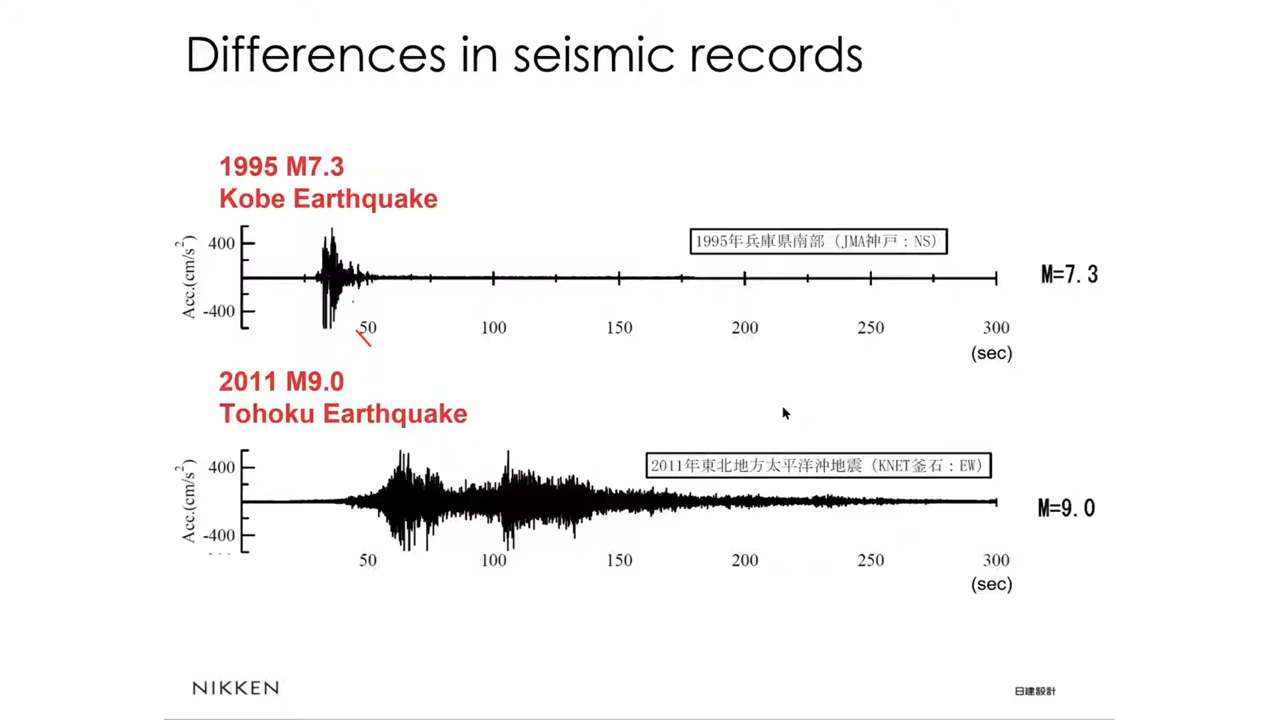 Differences in seismic records
1995 M7.3
Kobe Earthquake
Acc.(cm/s²)
400
-400
1995年兵庫県南部（JMA神戸：NS）
M=7.3
50 100 150 200 250 300
(sec)
2011 M9.0
Tohoku Earthquake
Acc.(cm/s²)
400
-400
2011年東北地方太平洋沖地震（KNET釜石：EW）
M=9.0
50 100 150 200 250 300
(sec)
NIKKEN
日建設計